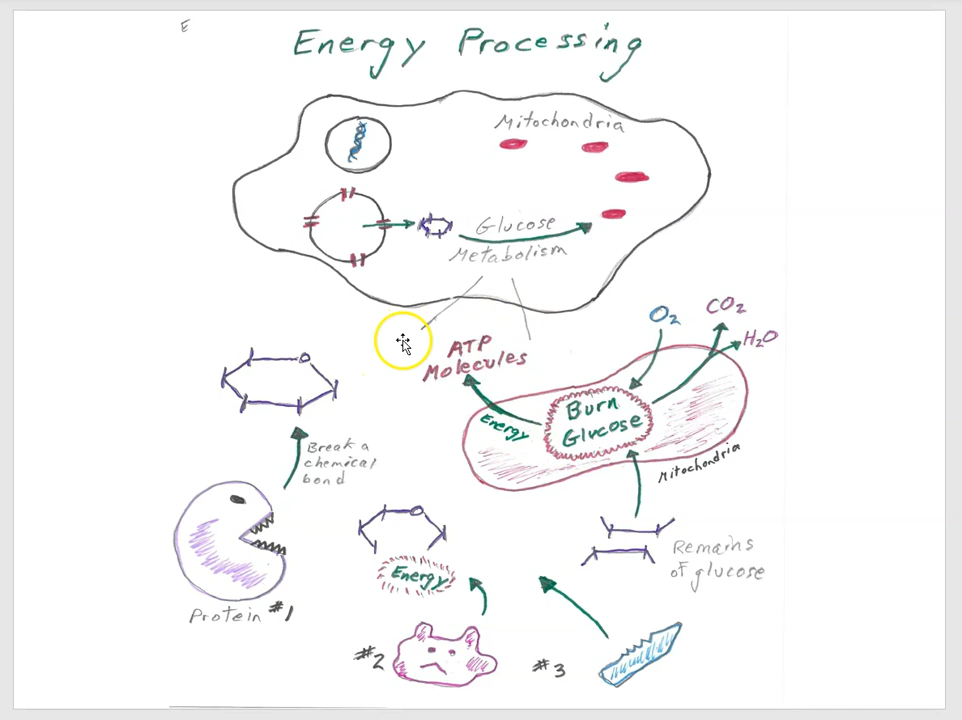 E
Energy Processing
Mitochondria
Glucose
Metabolism
O2
CO2
H2O
ATP
Molecules
Burn
Glucose
Energy
Break a
chemical
bond
Mitochondria
Remains
of glucose
Energy
Protein #1
#2
#3